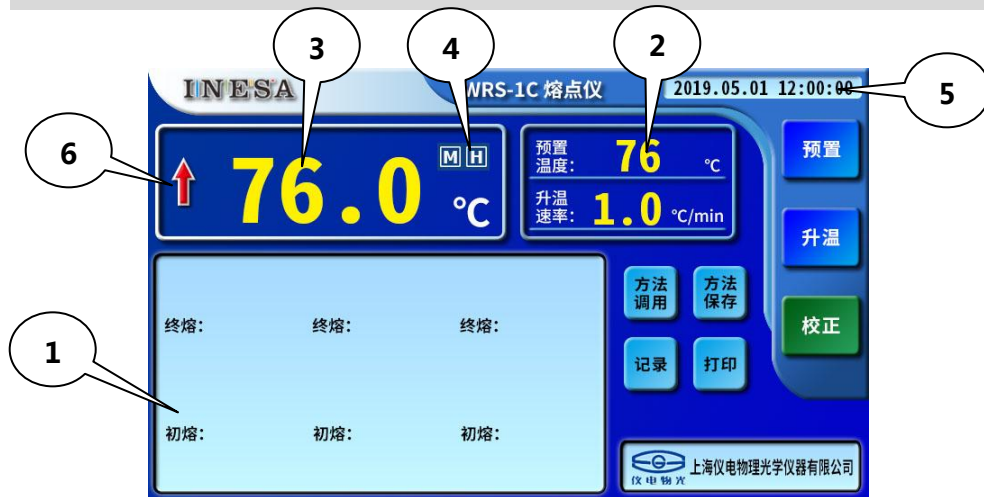 3
4
2
5
6
1
INESA
WRS-1C 熔点仪
2019.05.01 12:00:00
76.0
M H
℃
预置
温度:
76 ℃
升温
速率:
1.0 ℃/min
预置
升温
校正
终熔:
终熔:
终熔:
初熔:
初熔:
初熔:
方法
调用
方法
保存
记录
打印
仪电物光
上海仪电物理光学仪器有限公司